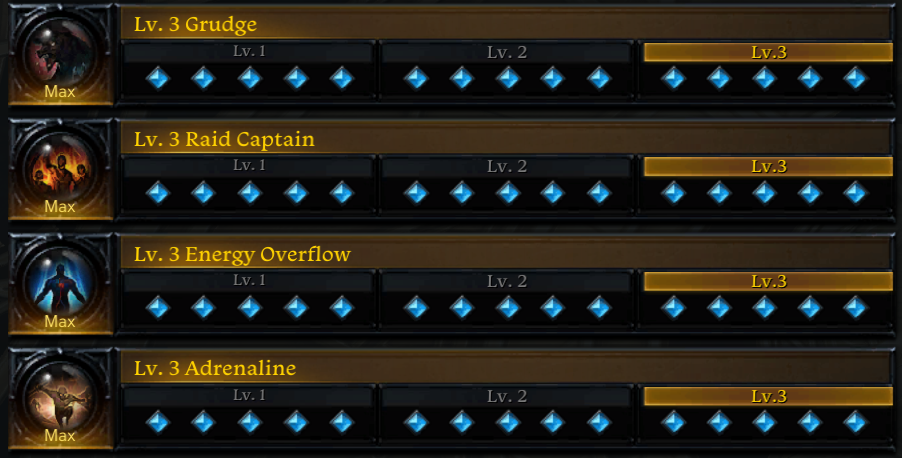 Lv. 3 Grudge
Lv. 1 Lv. 2 Lv.3
Max
Lv. 3 Raid Captain
Lv. 1 Lv. 2 Lv.3
Max
Lv. 3 Energy Overflow
Lv. 1 Lv. 2 Lv.3
Max
Lv. 3 Adrenaline
Lv. 1 Lv. 2 Lv.3
Max